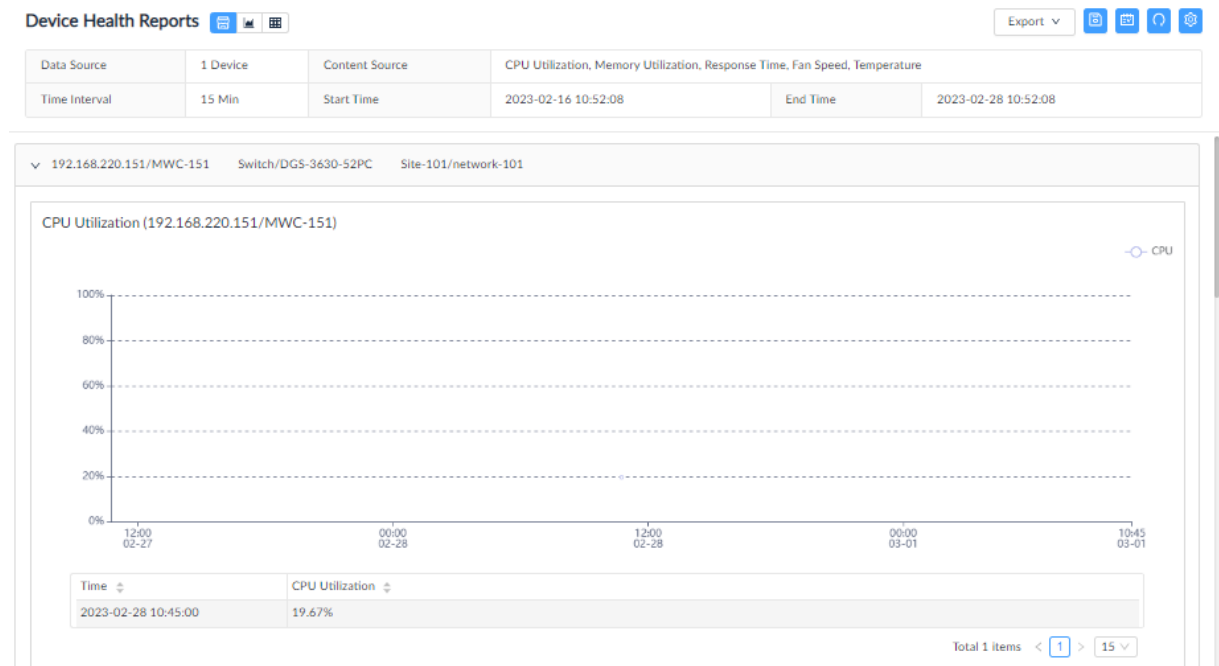 Device Health Reports
Export
Data Source 1 Device Content Source CPU Utilization, Memory Utilization, Response Time, Fan Speed, Temperature
Time Interval 15 Min Start Time 2023-02-16 10:52:08 End Time 2023-02-28 10:52:08
192.168.220.151/MWC-151 Switch/DGS-3630-52PC Site-101/network-101
CPU Utilization (192.168.220.151/MWC-151)
CPU
100%
80%
60%
40%
20%
0%
12:00 00:00 12:00 00:00 10:45
02-27 02-28 02-28 03-01 03-01
Time CPU Utilization
2023-02-28 10:45:00 19.67%
Total 1 items < 1 > 15